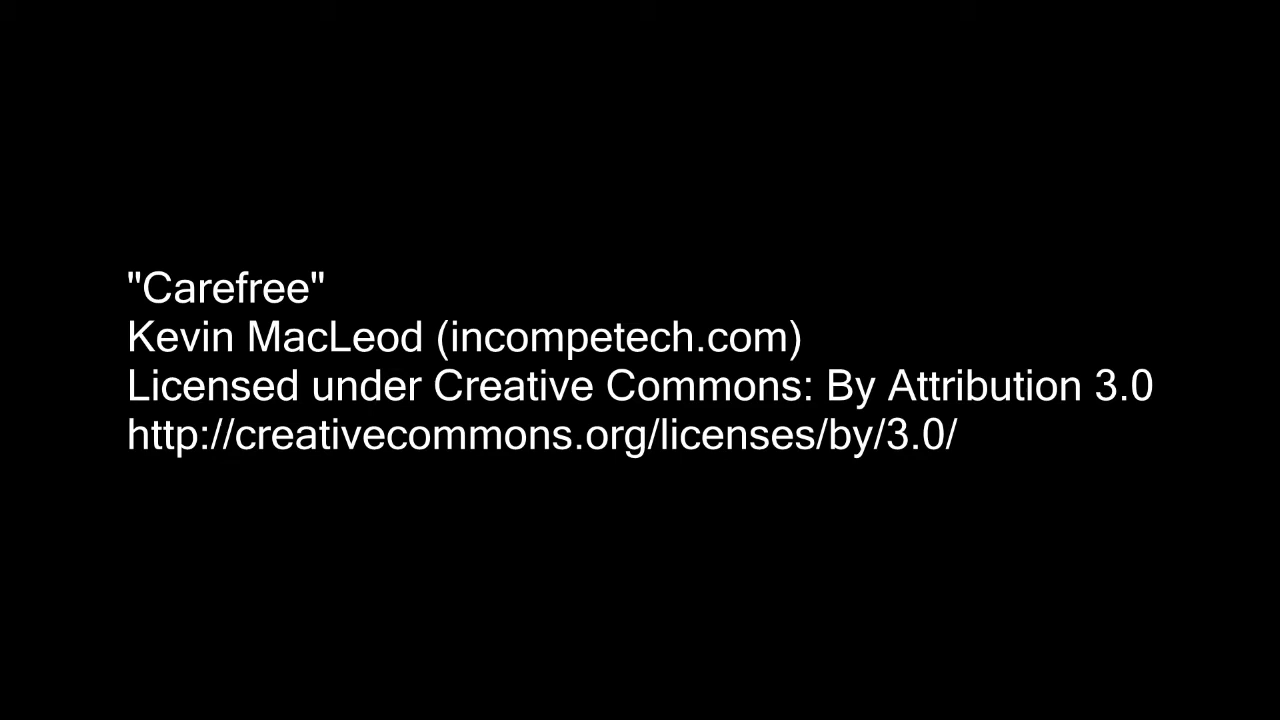 "Carefree"
Kevin MacLeod (incompetech.com)
Licensed under Creative Commons: By Attribution 3.0
http://creativecommons.org/licenses/by/3.0/